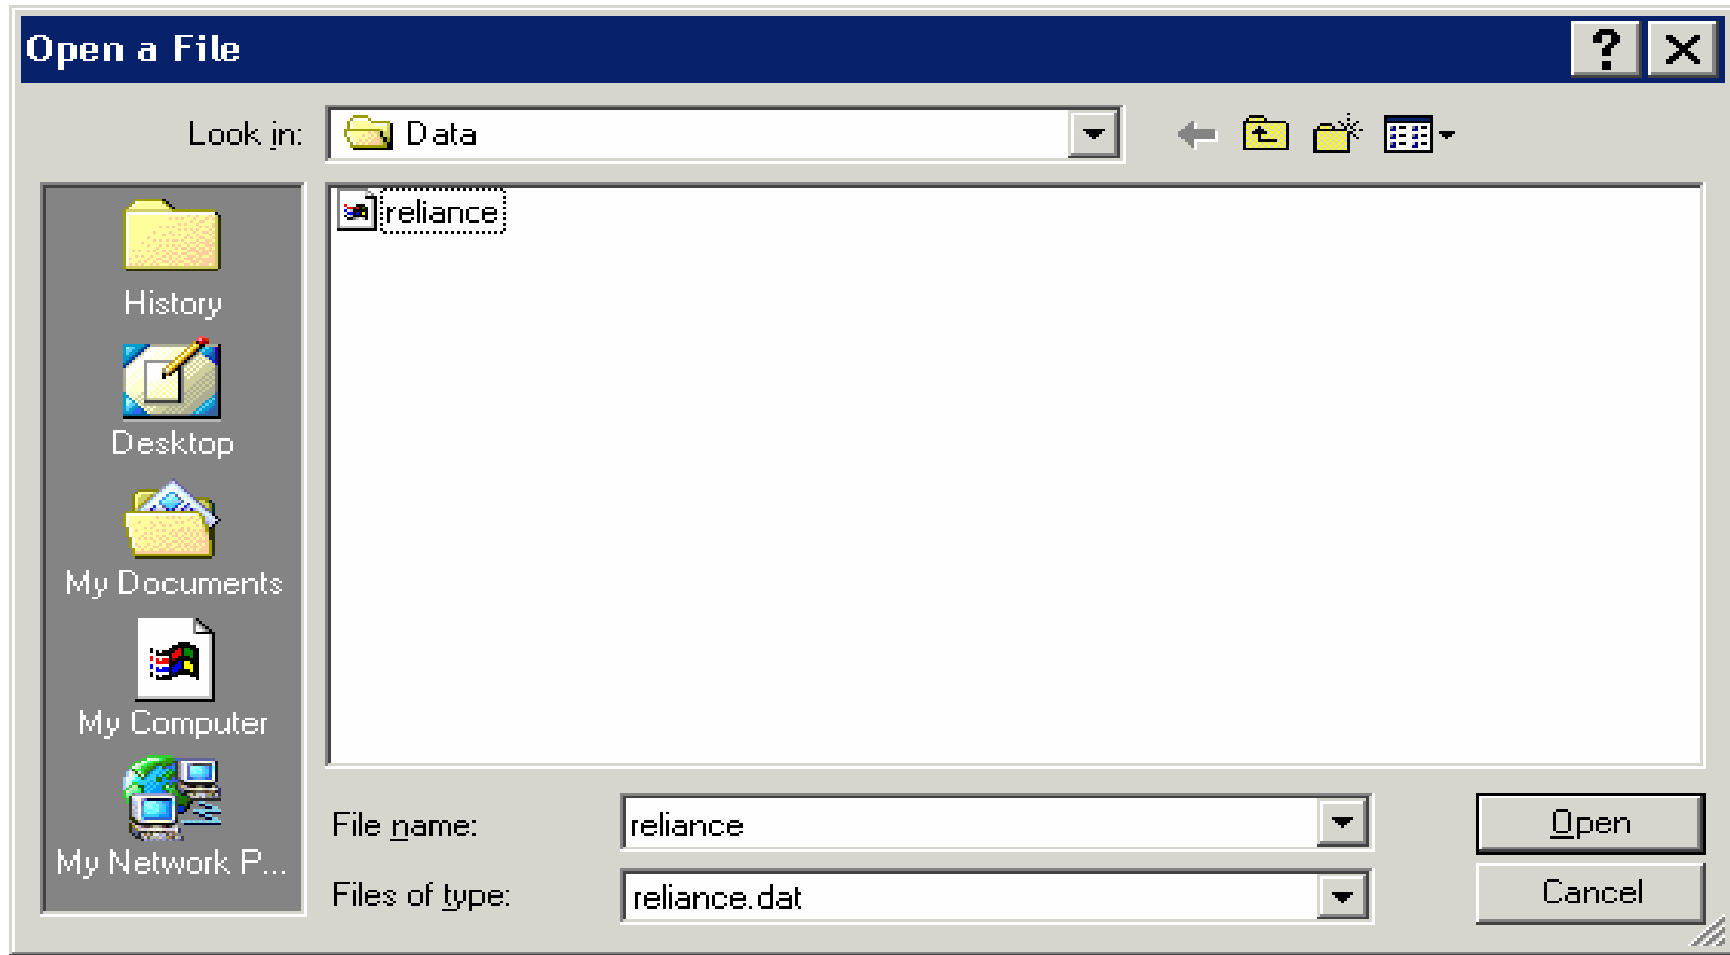 Open a File
Look in:
Data
reliance
History
Desktop
My Documents
My Computer
My Network P...
File name:
reliance
Open
Files of type:
reliance.dat
Cancel